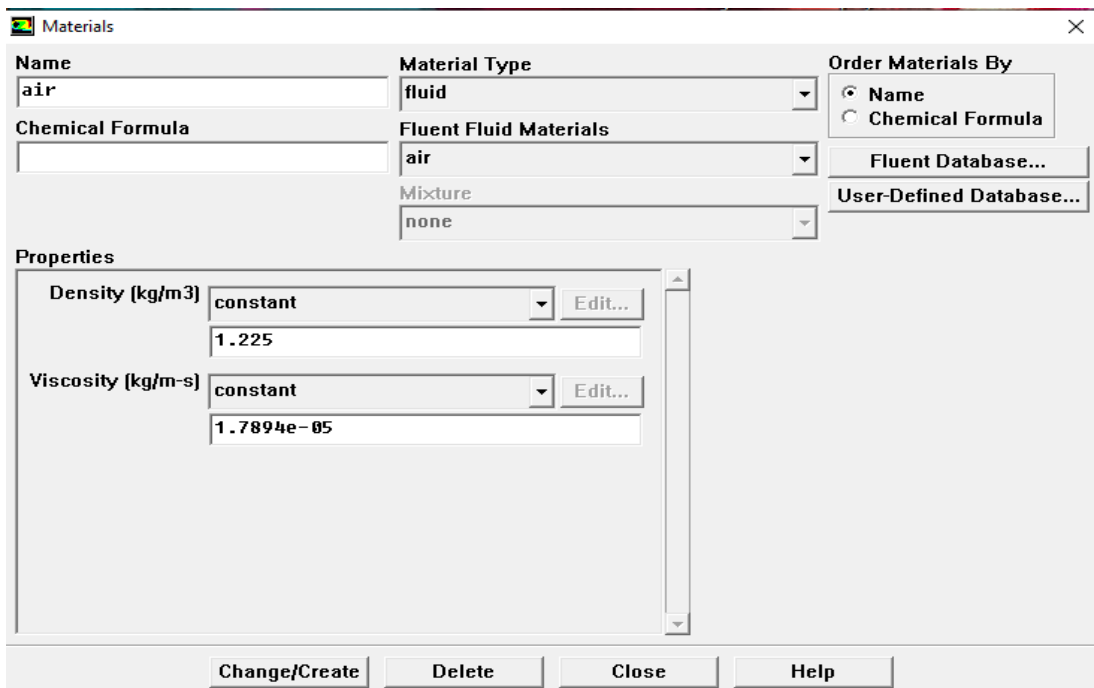 Materials
Name
air
Chemical Formula
Material Type
fluid
Fluent Fluid Materials
air
Mixture
none
Order Materials By
Name
Chemical Formula
Fluent Database...
User-Defined Database...
Properties
Density (kg/m3)
constant
Edit...
1.225
Viscosity (kg/m-s)
constant
Edit...
1.7894e-05
Change/Create
Delete
Close
Help